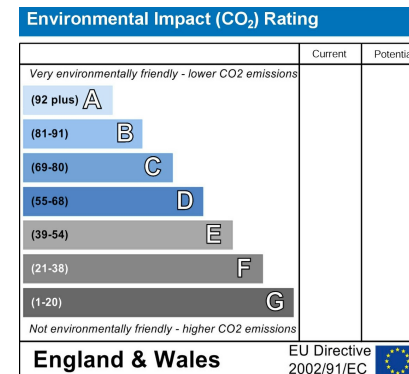 Environmental Impact (CO₂) Rating
Current Potentia
Very environmentally friendly - lower CO2 emissions
(92 plus) A
(81-91) B
(69-80) C
(55-68) D
(39-54) E
(21-38) F
(1-20) G
Not environmentally friendly - higher CO2 emissions
England & Wales
EU Directive
2002/91/EC